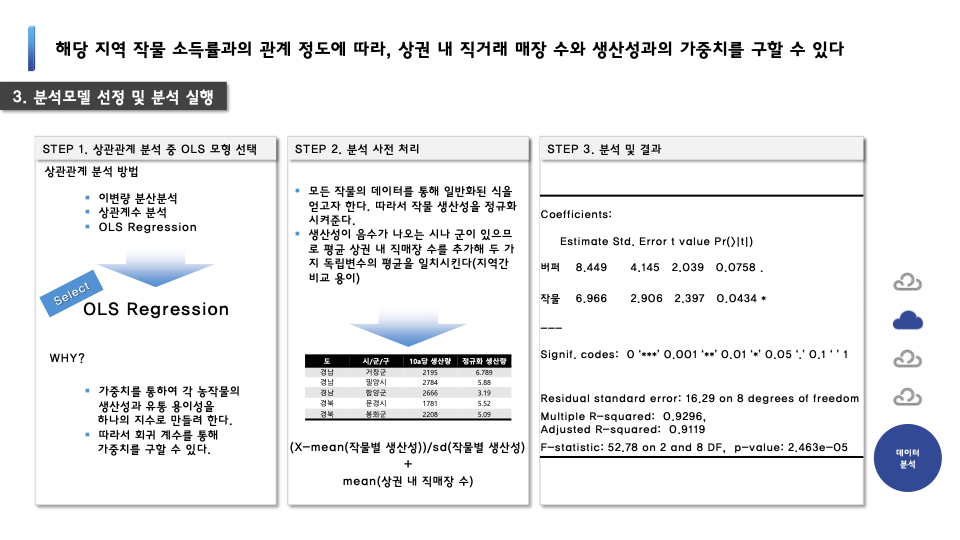 해당 지역 작물 소득률과의 관계 정도에 따라, 상권 내 직거래 매장 수와 생산성과의 가중치를 구할 수 있다
3. 분석모델 선정 및 분석 실행
STEP 1. 상관관계 분석 중 OLS 모형 선택
상관관계 분석 방법
이변량 분산분석
상관계수 분석
OLS Regression
Select
OLS Regression
WHY?
가중치를 통하여 각 농작물의
생산성과 유통 용이성을
하나의 지수로 만들려 한다.
따라서 회귀 계수를 통해
가중치를 구할 수 있다.
STEP 2. 분석 사전 처리
모든 작물의 데이터를 통해 일반화된 식을
얻고자 한다. 따라서 작물 생산성을 정규화
시켜준다.
생산성이 음수가 나오는 시나 군이 있으므
로 평균 상권 내 직매장 수를 추가해 두 가
지 독립변수의 평균을 일치시킨다(지역간
비교 용이)
도 시/군/구 10a당 생산량 정규화 생산량
경남 거창군 2195 6.789
경남 밀양시 2784 5.88
경남 함양군 2666 3.19
경북 문경시 1781 5.52
경북 봉화군 2208 5.09
(X-mean(작물별 생산성))/sd(작물별 생산성)
+
mean(상권 내 직매장 수)
STEP 3. 분석 및 결과
Coefficients:
Estimate Std. Error t value Pr(>|t|)
버퍼 8.449 4.145 2.039 0.0758 .
작물 6.966 2.906 2.397 0.0434 *
---
Signif. codes: 0 '***' 0.001 '**' 0.01 '*' 0.05 '.' 0.1 ' ' 1
Residual standard error: 16.29 on 8 degrees of freedom
Multiple R-squared: 0.9296,
Adjusted R-squared: 0.9119
F-statistic: 52.78 on 2 and 8 DF, p-value: 2.463e-05
데이터
분석